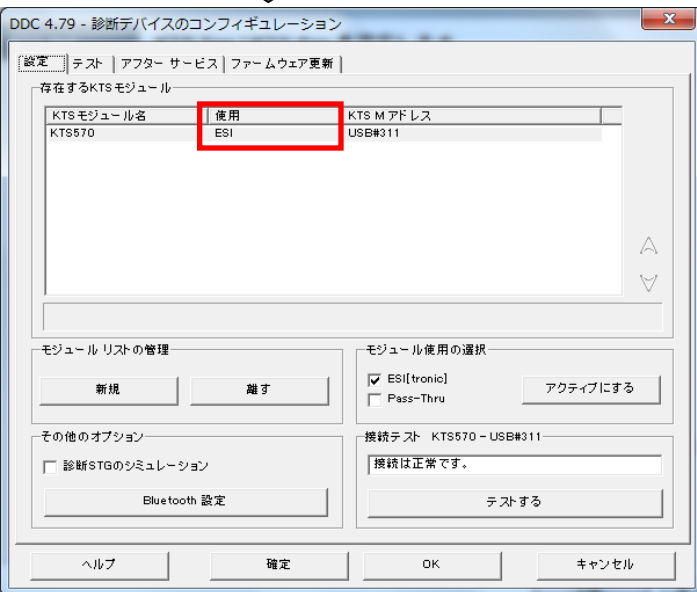 DDC 4.79 - 診断デバイスのコンフィギュレーション
設定 テスト アフター サービス ファームウェア更新
存在するKTSモジュール
KTSモジュール名 使用 KTS M アドレス
KTS570 ESI USB#311
モジュール リストの管理
新規 離す
モジュール使用の選択
ESI[tronic]
Pass-Thru
アクティブにする
その他のオプション
診断STGのシミュレーション
Bluetooth 設定
接続テスト KTS570 - USB#311
接続は正常です。
テストする
ヘルプ 確定 OK キャンセル